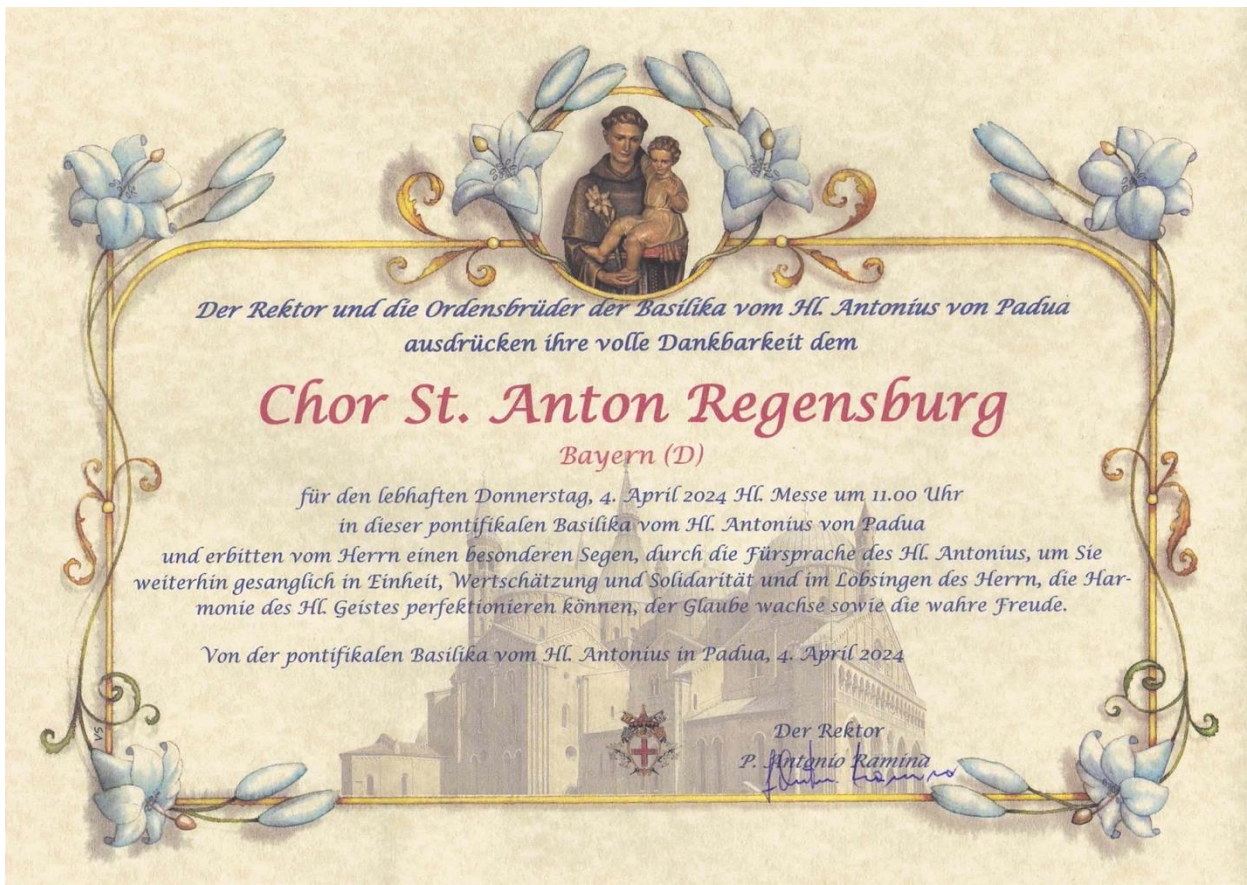 Der Rektor und die Ordensbrüder der Basilika vom Hl. Antonius von Padua
ausdrücken ihre volle Dankbarkeit dem
Chor St. Anton Regensburg
Bayern (D)
für den lebhaften Donnerstag, 4. April 2024 Hl. Messe um 11.00 Uhr
in dieser pontifikalen Basilika vom Hl. Antonius von Padua
und erbitten vom Herrn einen besonderen Segen, durch die Fürsprache des Hl. Antonius, um Sie
weiterhin gesanglich in Einheit, Wertschätzung und Solidarität und im Lobsingen des Herrn, die Har-
monie des Hl. Geistes perfektionieren können, der Glaube wachse sowie die wahre Freude.
Von der pontifikalen Basilika vom Hl. Antonius in Padua, 4. April 2024
Der Rektor
P. Antonio Ramina
VS